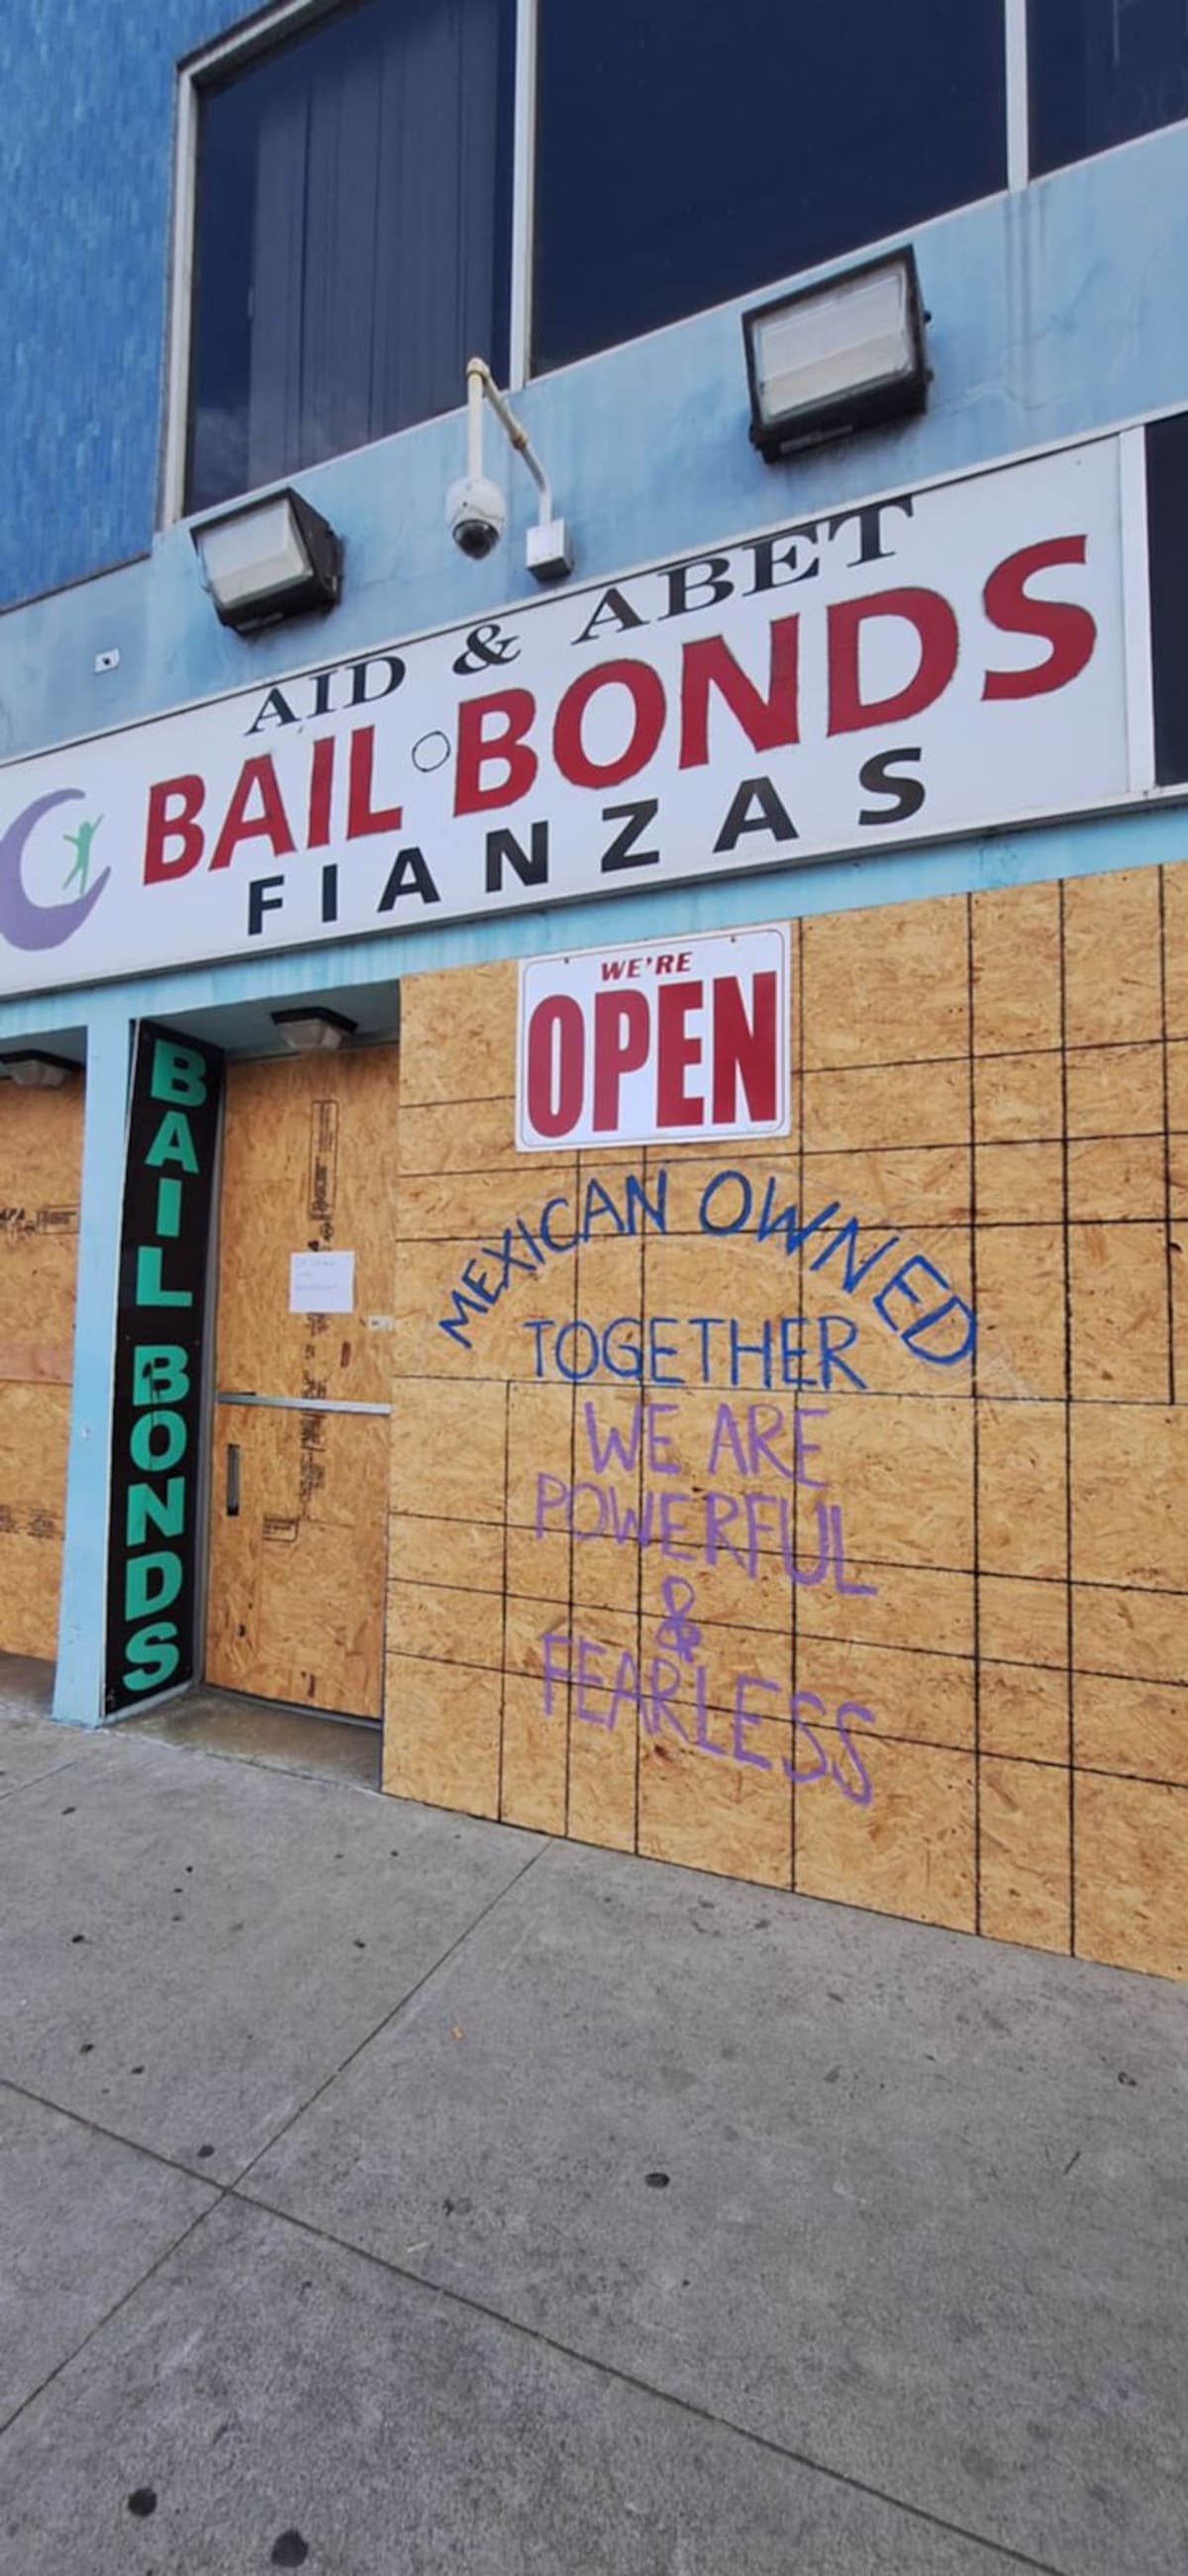 AID & ABET
BAIL BONDS
FIANZAS
WE'RE
OPEN
BAIL BONDS
MEXICAN OWNED
TOGETHER
WE ARE
POWERFUL
&
FEARLESS